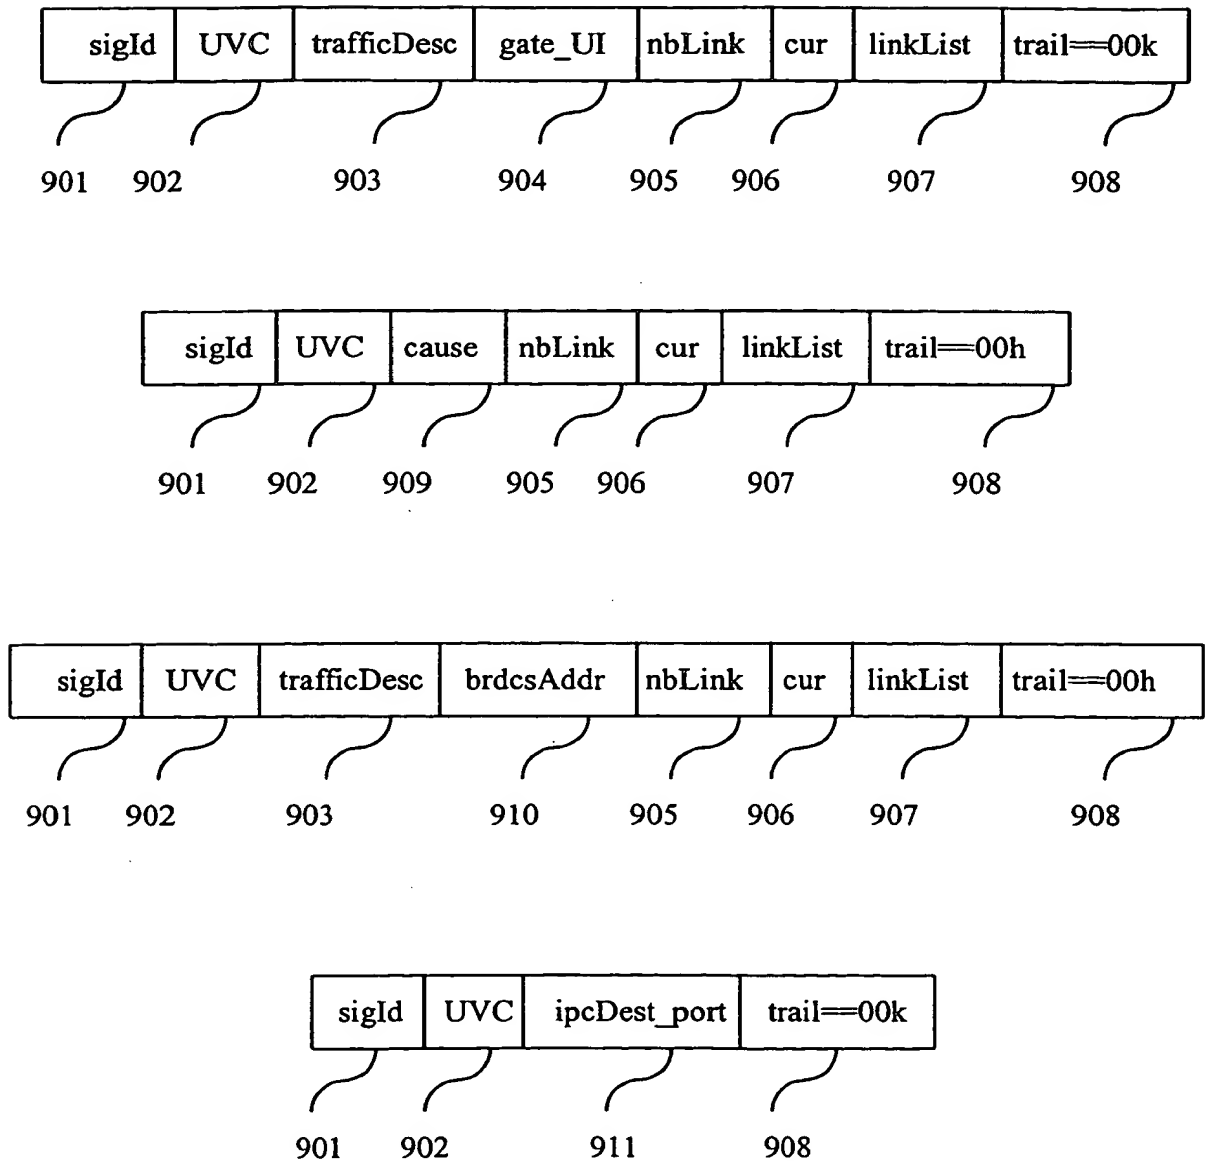 sigId UVC trafficDesc gate_UI nbLink cur linkList trail==00k
901 902 903 904 905 906 907 908
sigId UVC cause nbLink cur linkList trail==00h
901 902 909 905 906 907 908
sigId UVC trafficDesc brdcsAddr nbLink cur linkList trail==00h
901 902 903 910 905 906 907 908
sigId UVC ipcDest_port trail==00k
901 902 911 908